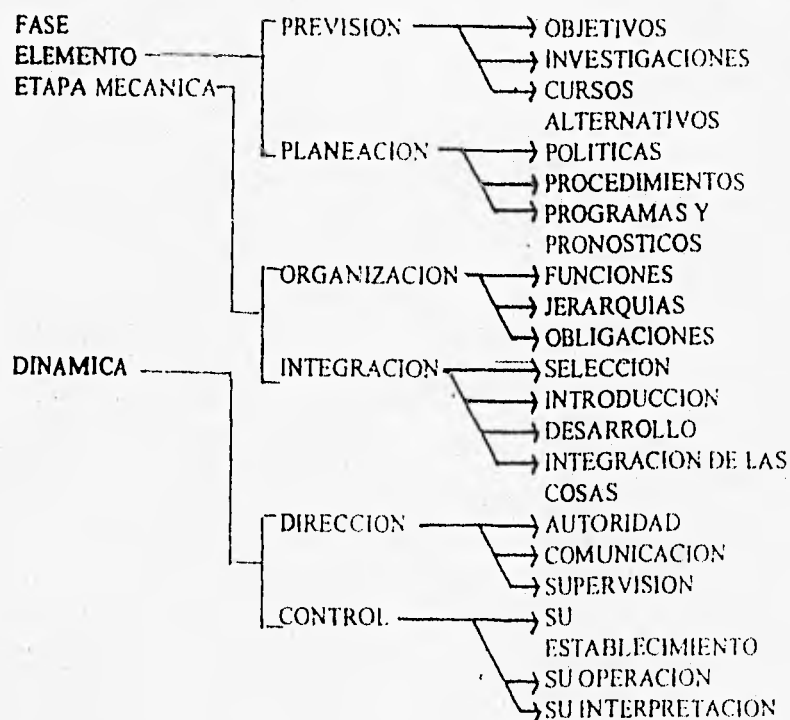 FASE PREVISION OBJETIVOS
ELEMENTO INVESTIGACIONES
ETAPA MECANICA CURSOS
ALTERNATIVOS
PLANEACION POLITICAS
PROCEDIMIENTOS
PROGRAMAS Y
PRONOSTICOS
ORGANIZACION FUNCIONES
JERARQUIAS
OBLIGACIONES
DINAMICA INTEGRACION SELECCION
INTRODUCCION
DESARROLLO
INTEGRACION DE LAS
COSAS
DIRECCION AUTORIDAD
COMUNICACION
SUPERVISION
CONTROL SU
ESTABLECIMIENTO
SU OPERACION
SU INTERPRETACION